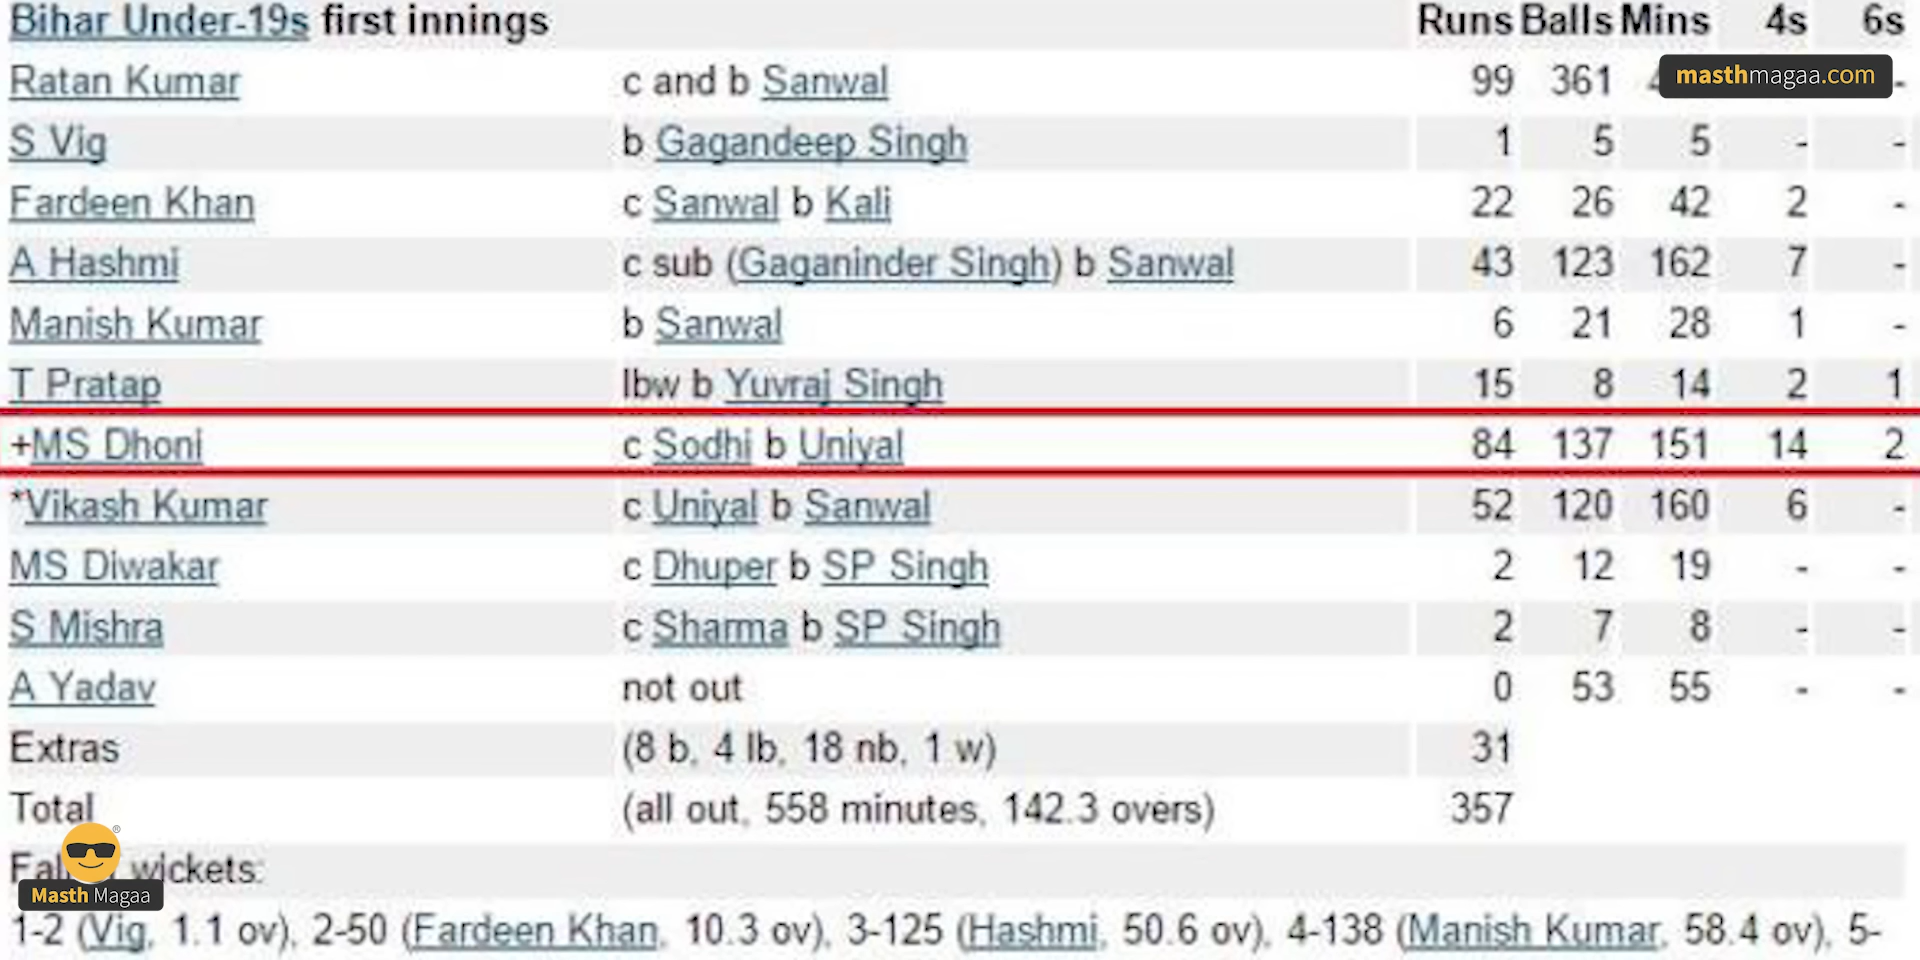 Bihar Under-19s first innings Runs Balls Mins 4s 6s
Ratan Kumar c and b Sanwal 99 361 -
masthmagaa.com
S Vig b Gagandeep Singh 1 5 5 - -
Fardeen Khan c Sanwal b Kali 22 26 42 2 -
A Hashmi c sub (Gaganinder Singh) b Sanwal 43 123 162 7 -
Manish Kumar b Sanwal 6 21 28 1 -
T Pratap lbw b Yuvraj Singh 15 8 14 2 1
+MS Dhoni c Sodhi b Uniyal 84 137 151 14 2
*Vikash Kumar c Uniyal b Sanwal 52 120 160 6 -
MS Diwakar c Dhuper b SP Singh 2 12 19 - -
S Mishra c Sharma b SP Singh 2 7 8 - -
A Yadav not out 0 53 55 - -
Extras (8 b, 4 lb, 18 nb, 1 w) 31
Total (all out, 558 minutes, 142.3 overs) 357
wickets:
®
Masth Magaa
1-2 (Vig, 1.1 ov), 2-50 (Fardeen Khan, 10.3 ov), 3-125 (Hashmi, 50.6 ov), 4-138 (Manish Kumar, 58.4 ov), 5-